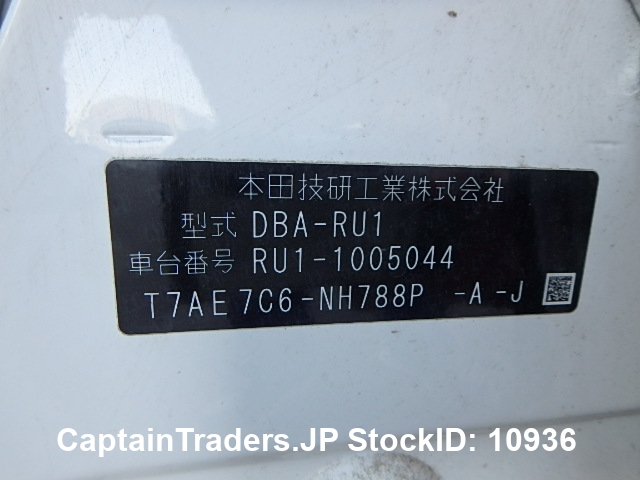 本田技研工業株式会社
型式 DBA-RU1
車台番号 RU1-1005044
T7AE7C6-NH788P -A-J
CaptainTraders.JP StockID: 10936